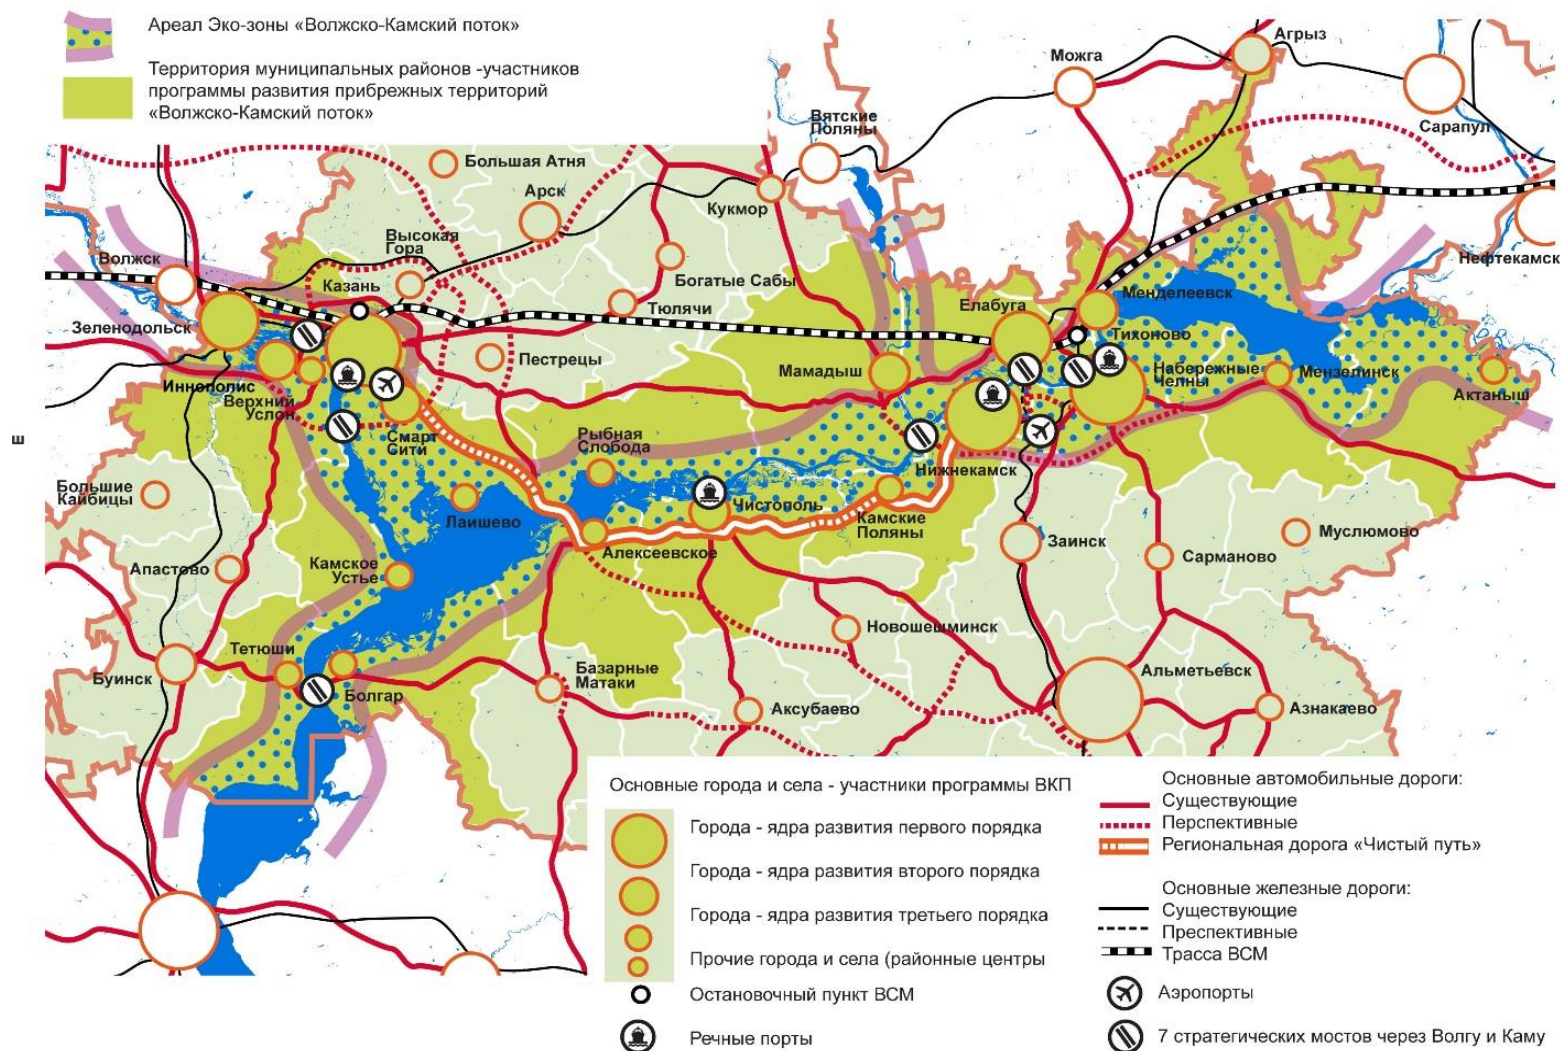 Ареал Эко-зоны «Волжско-Камский поток»
Территория муниципальных районов -участников
программы развития прибрежных территорий
«Волжско-Камский поток»
Агрыз
Можга
Сарапул
Вятские
Поляны
Большая Атня
Арск
Кукмор
Высокая
Гора
Волжск
Казань
Богатые Сабы
Нефтекамск
Елабуга
Менделеевск
Тюлячи
Зеленодольск
Тихоново
Пестрецы
Мамадыш
Набережные
Челны
Мензелинск
Актаныш
Иннополис
Верхний
Услон
Смарт
Сити
Рыбная
Слобода
ш
Нижнекамск
Большие
Кайбицы
Лаишево
Чистополь
Камские
Поляны
Муслюмово
Заинск
Сарманово
Алексеевское
Апастово
Камское
Устье
Новошешминск
Тетюши
Буинск
Болгар
Базарные
Матаки
Альметьевск
Аксубаево
Азнакаево
Основные города и села - участники программы ВКП
Города - ядра развития первого порядка
Города - ядра развития второго порядка
Города - ядра развития третьего порядка
Прочие города и села (районные центры
Остановочный пункт ВСМ
Речные порты
Основные автомобильные дороги:
Существующие
Перспективные
Региональная дорога «Чистый путь»
Основные железные дороги:
Существующие
Преспективные
Трасса ВСМ
Аэропорты
7 стратегических мостов через Волгу и Каму